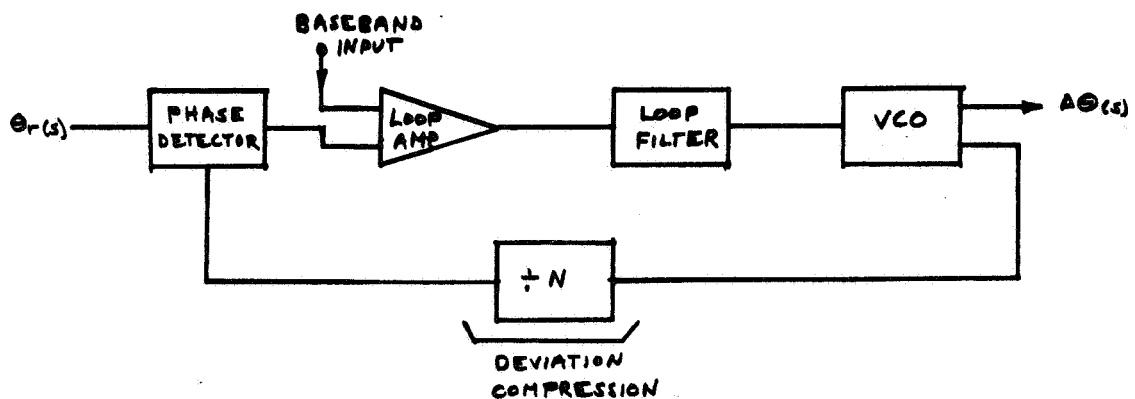 BASEBAND
INPUT
Θr(s)
PHASE
DETECTOR
LOOP
AMP
LOOP
FILTER
VCO
ΔΘ(s)
÷ N
DEVIATION
COMPRESSION